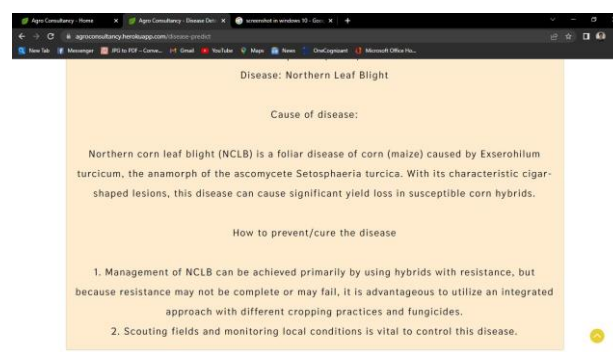 Agro Consultancy - Home
Agro Consultancy - Disease Dete
screenshot in windows 10 - Goo
agroconsultancy.herokuapp.com/disease-predict
New Tab Messenger JPG to PDF - Conve... Gmail YouTube Maps News OneCognizant Microsoft Office Ho...
Disease: Northern Leaf Blight
Cause of disease:
Northern corn leaf blight (NCLB) is a foliar disease of corn (maize) caused by Exserohilum
turcicum, the anamorph of the ascomycete Setosphaeria turcica. With its characteristic cigar-
shaped lesions, this disease can cause significant yield loss in susceptible corn hybrids.
How to prevent/cure the disease
1. Management of NCLB can be achieved primarily by using hybrids with resistance, but
because resistance may not be complete or may fail, it is advantageous to utilize an integrated
approach with different cropping practices and fungicides.
2. Scouting fields and monitoring local conditions is vital to control this disease.